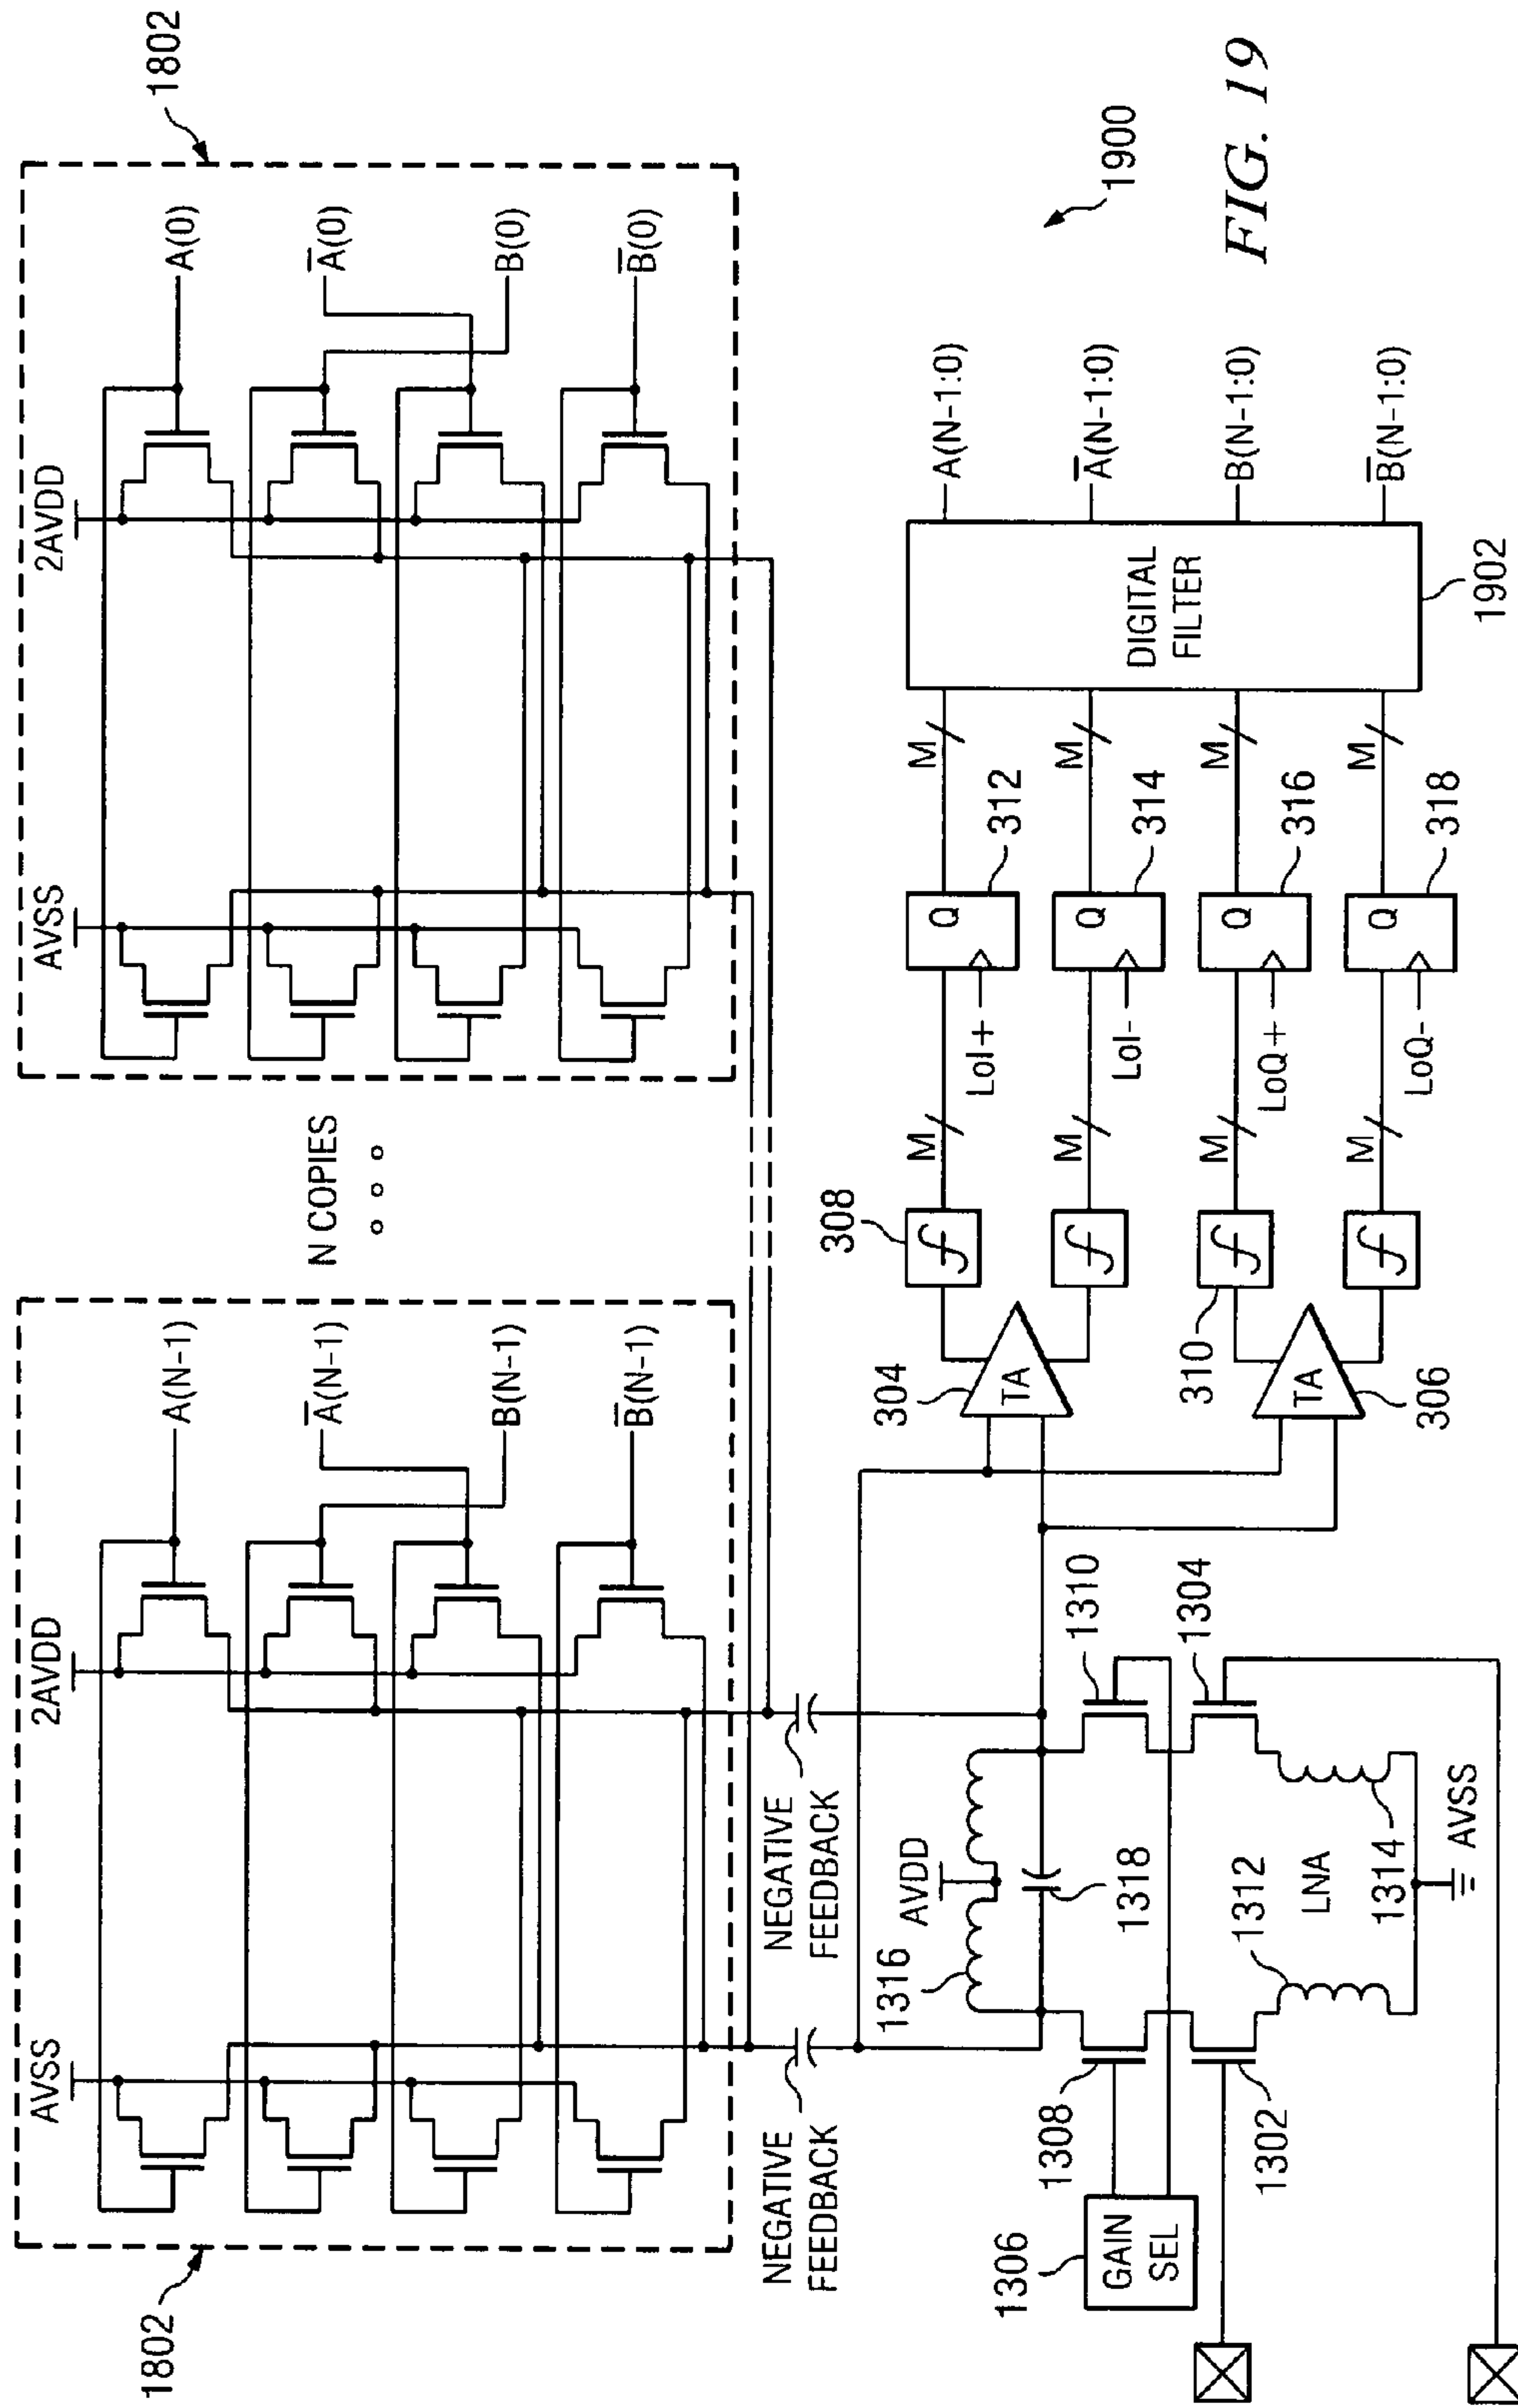 1802
2AVDD
AVSS
A(N-1)
A̅(N-1)
B(N-1)
B̅(N-1)
N COPIES
1802
2AVDD
AVSS
A(0)
A̅(0)
B(0)
B̅(0)
NEGATIVE
FEEDBACK
NEGATIVE
FEEDBACK
1306
GAIN
SEL
1308
1302
1316
AVDD
1318
1310
1304
1312
LNA
1314
AVSS
304
TA
TA
306
308
310
M
M
M
M
LoI+
LoI-
LoQ+
LoQ-
Q
Q
Q
Q
312
314
316
318
M
M
M
M
DIGITAL
FILTER
1902
A(N-1:0)
A̅(N-1:0)
B(N-1:0)
B̅(N-1:0)
1900
FIG. 19